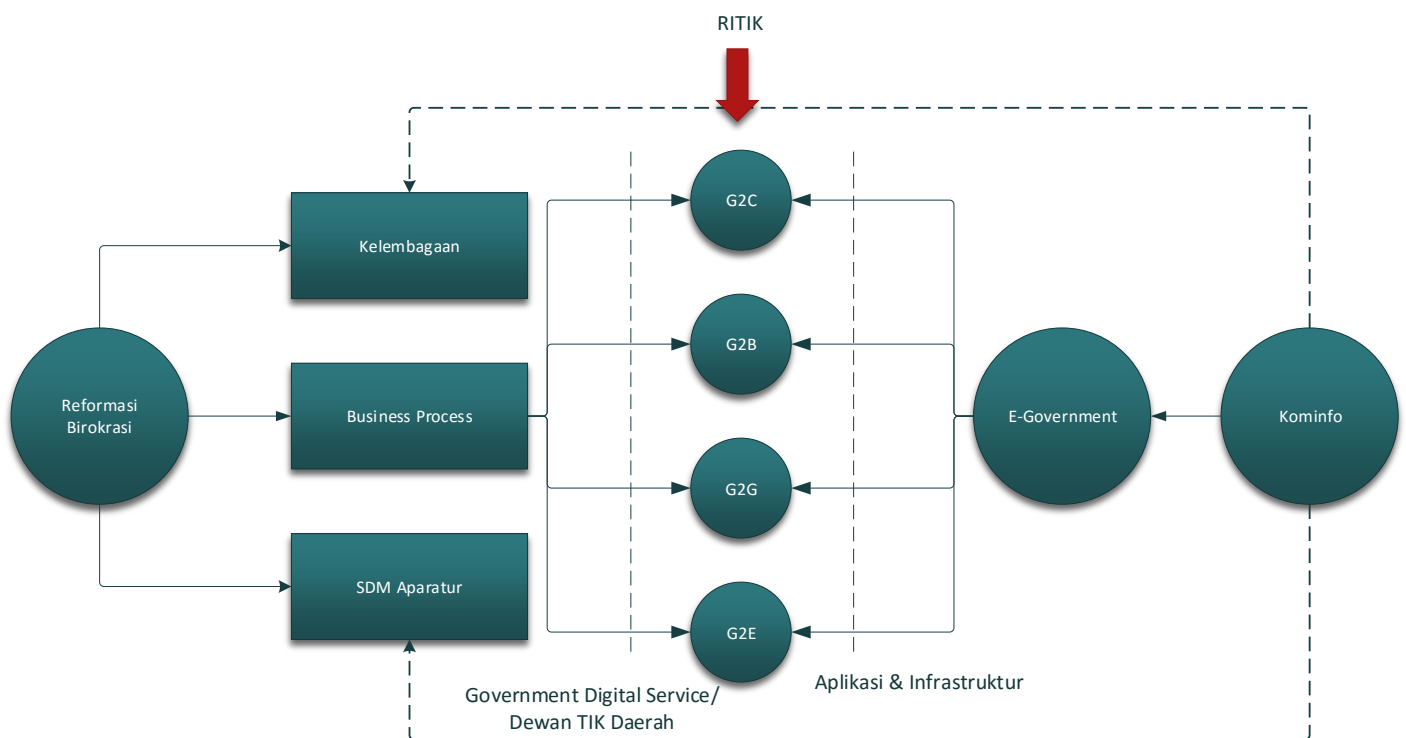 RITIK
G2C
Kelembagaan
G2B
Reformasi
Birokrasi
Business Process
E-Government
Kominfo
G2G
SDM Aparatur
G2E
Government Digital Service/
Dewan TIK Daerah
Aplikasi & Infrastruktur